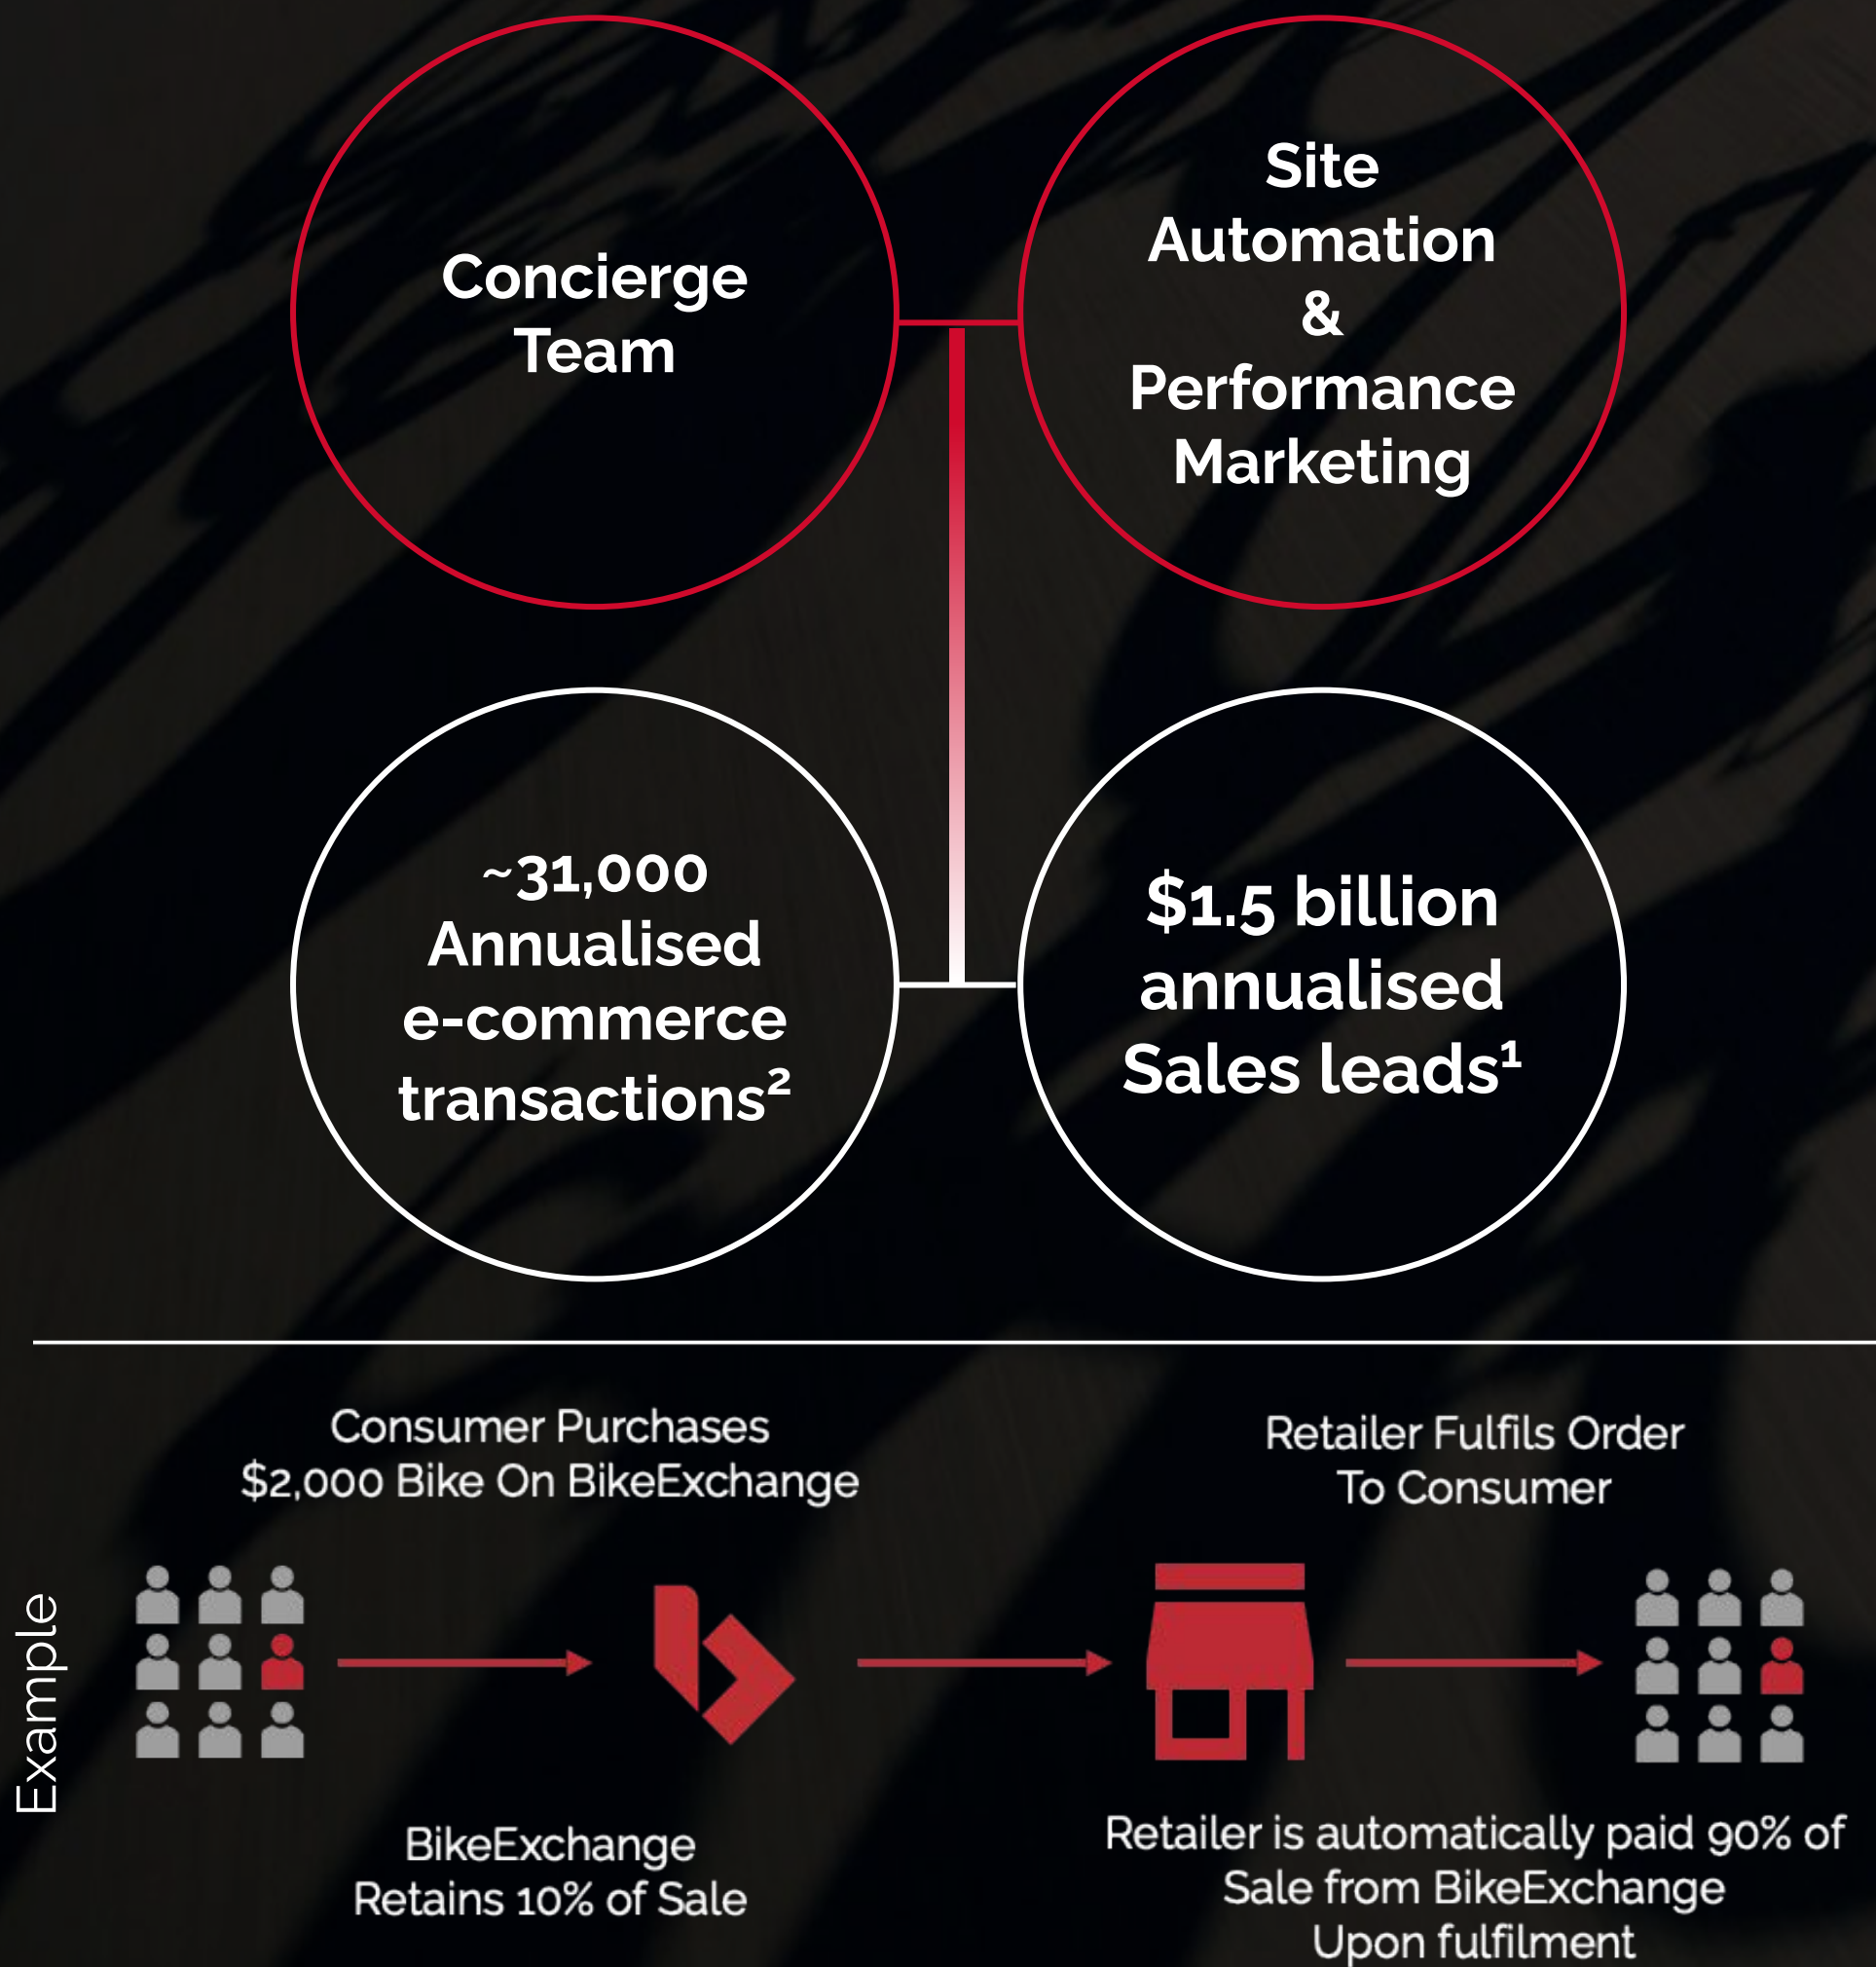 Concierge
Team
Site
Automation
&
Performance
Marketing
~31,000
Annualised
e-commerce
transactions²
$1.5 billion
annualised
Sales leads¹
Example
Consumer Purchases
$2,000 Bike On BikeExchange
Retailer Fulfils Order
To Consumer
BikeExchange
Retains 10% of Sale
Retailer is automatically paid 90% of
Sale from BikeExchange
Upon fulfilment